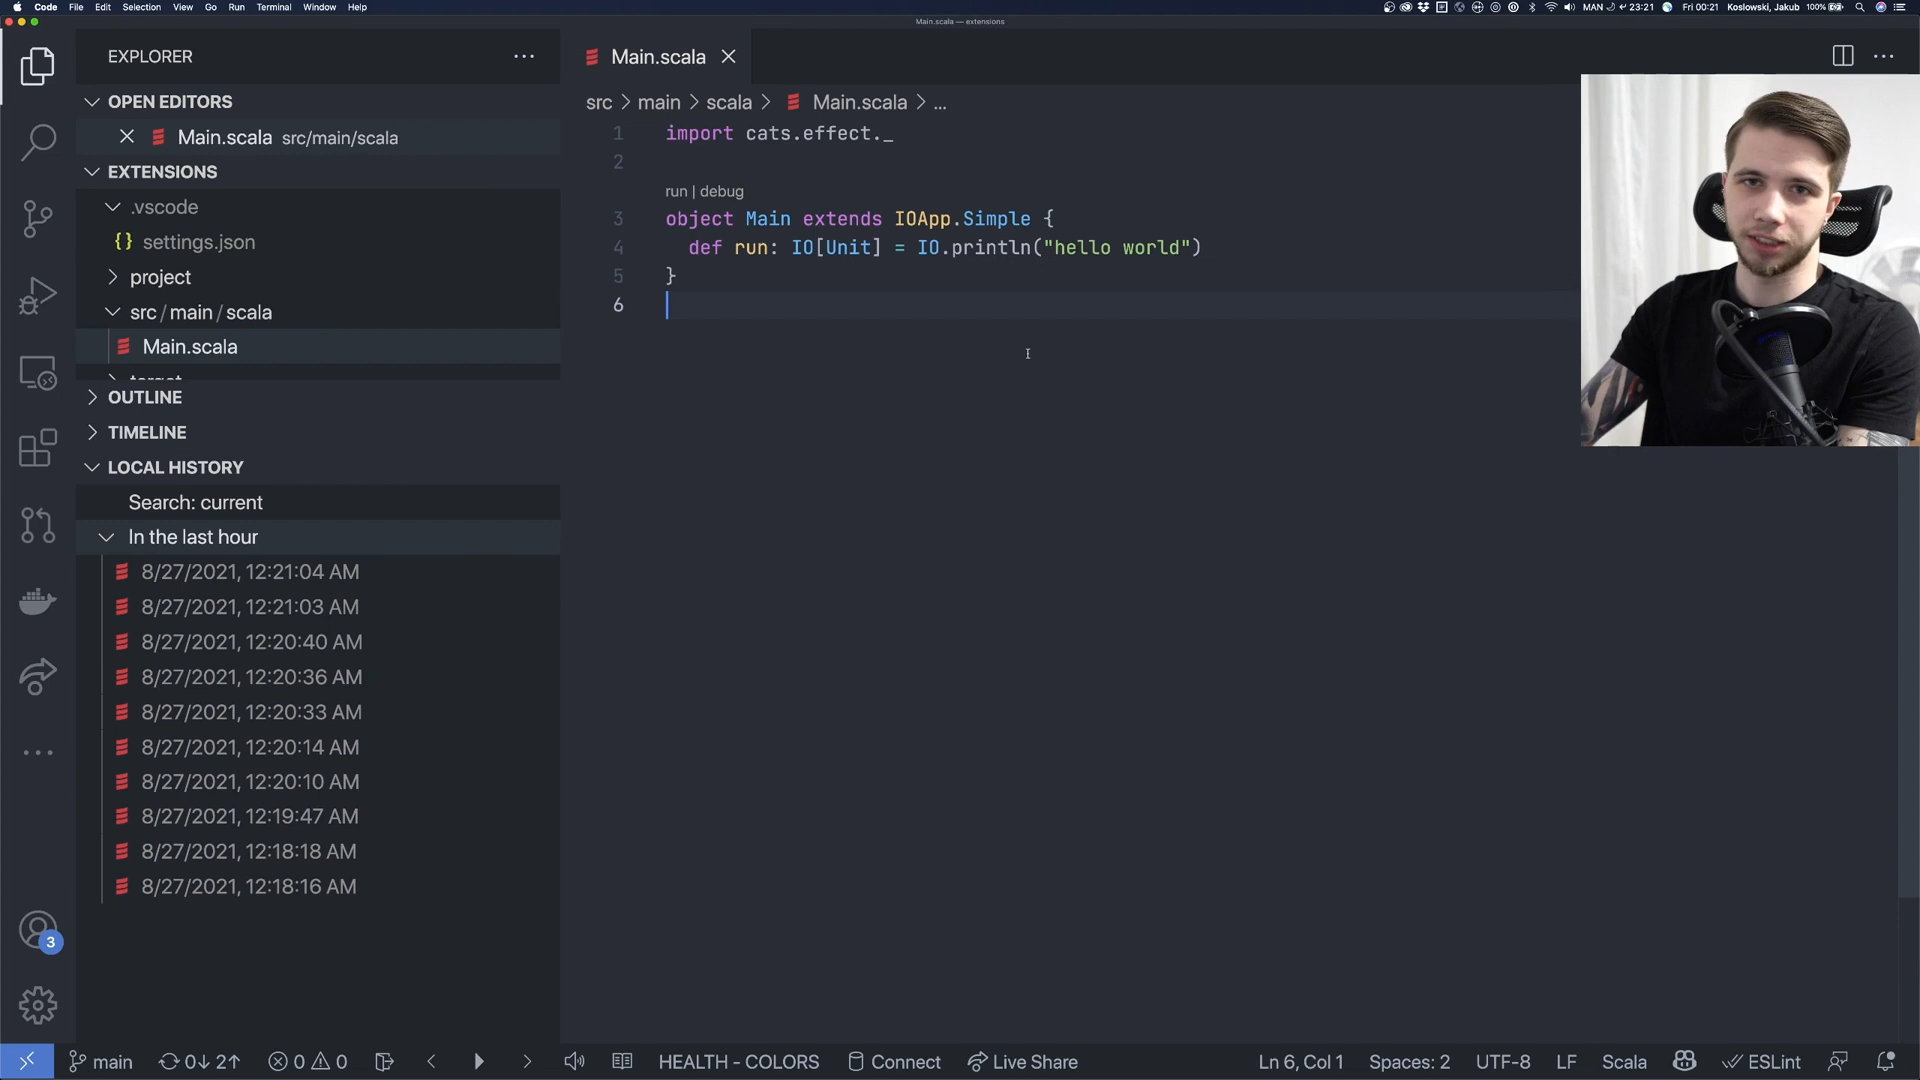 Code File Edit Selection View Go Run Terminal Window Help
MAN 23:21 Fri 00:21 Koslowski, Jakub 100%
Main.scala — extensions
EXPLORER
Main.scala
OPEN EDITORS
Main.scala src/main/scala
EXTENSIONS
.vscode
{} settings.json
project
src / main / scala
Main.scala
target
OUTLINE
TIMELINE
LOCAL HISTORY
Search: current
In the last hour
8/27/2021, 12:21:04 AM
8/27/2021, 12:21:03 AM
8/27/2021, 12:20:40 AM
8/27/2021, 12:20:36 AM
8/27/2021, 12:20:33 AM
8/27/2021, 12:20:14 AM
8/27/2021, 12:20:10 AM
8/27/2021, 12:19:47 AM
8/27/2021, 12:18:18 AM
8/27/2021, 12:18:16 AM
3
src > main > scala > Main.scala > ...
1 import cats.effect._
2
run | debug
3 object Main extends IOApp.Simple {
4 def run: IO[Unit] = IO.println("hello world")
5 }
6
main 0↓ 2↑ 0 0 HEALTH - COLORS Connect Live Share Ln 6, Col 1 Spaces: 2 UTF-8 LF Scala ESLint